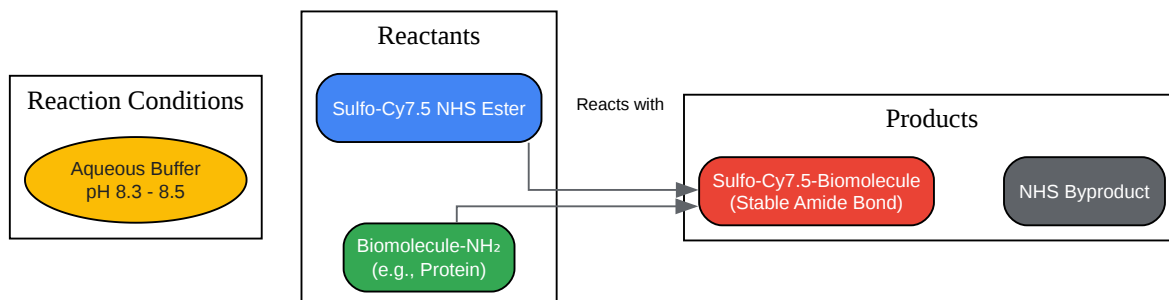 Reaction Conditions
Aqueous Buffer
pH 8.3 - 8.5
Reactants
Sulfo-Cy7.5 NHS Ester
Biomolecule-NH₂
(e.g., Protein)
Reacts with
Products
Sulfo-Cy7.5-Biomolecule
(Stable Amide Bond)
NHS Byproduct